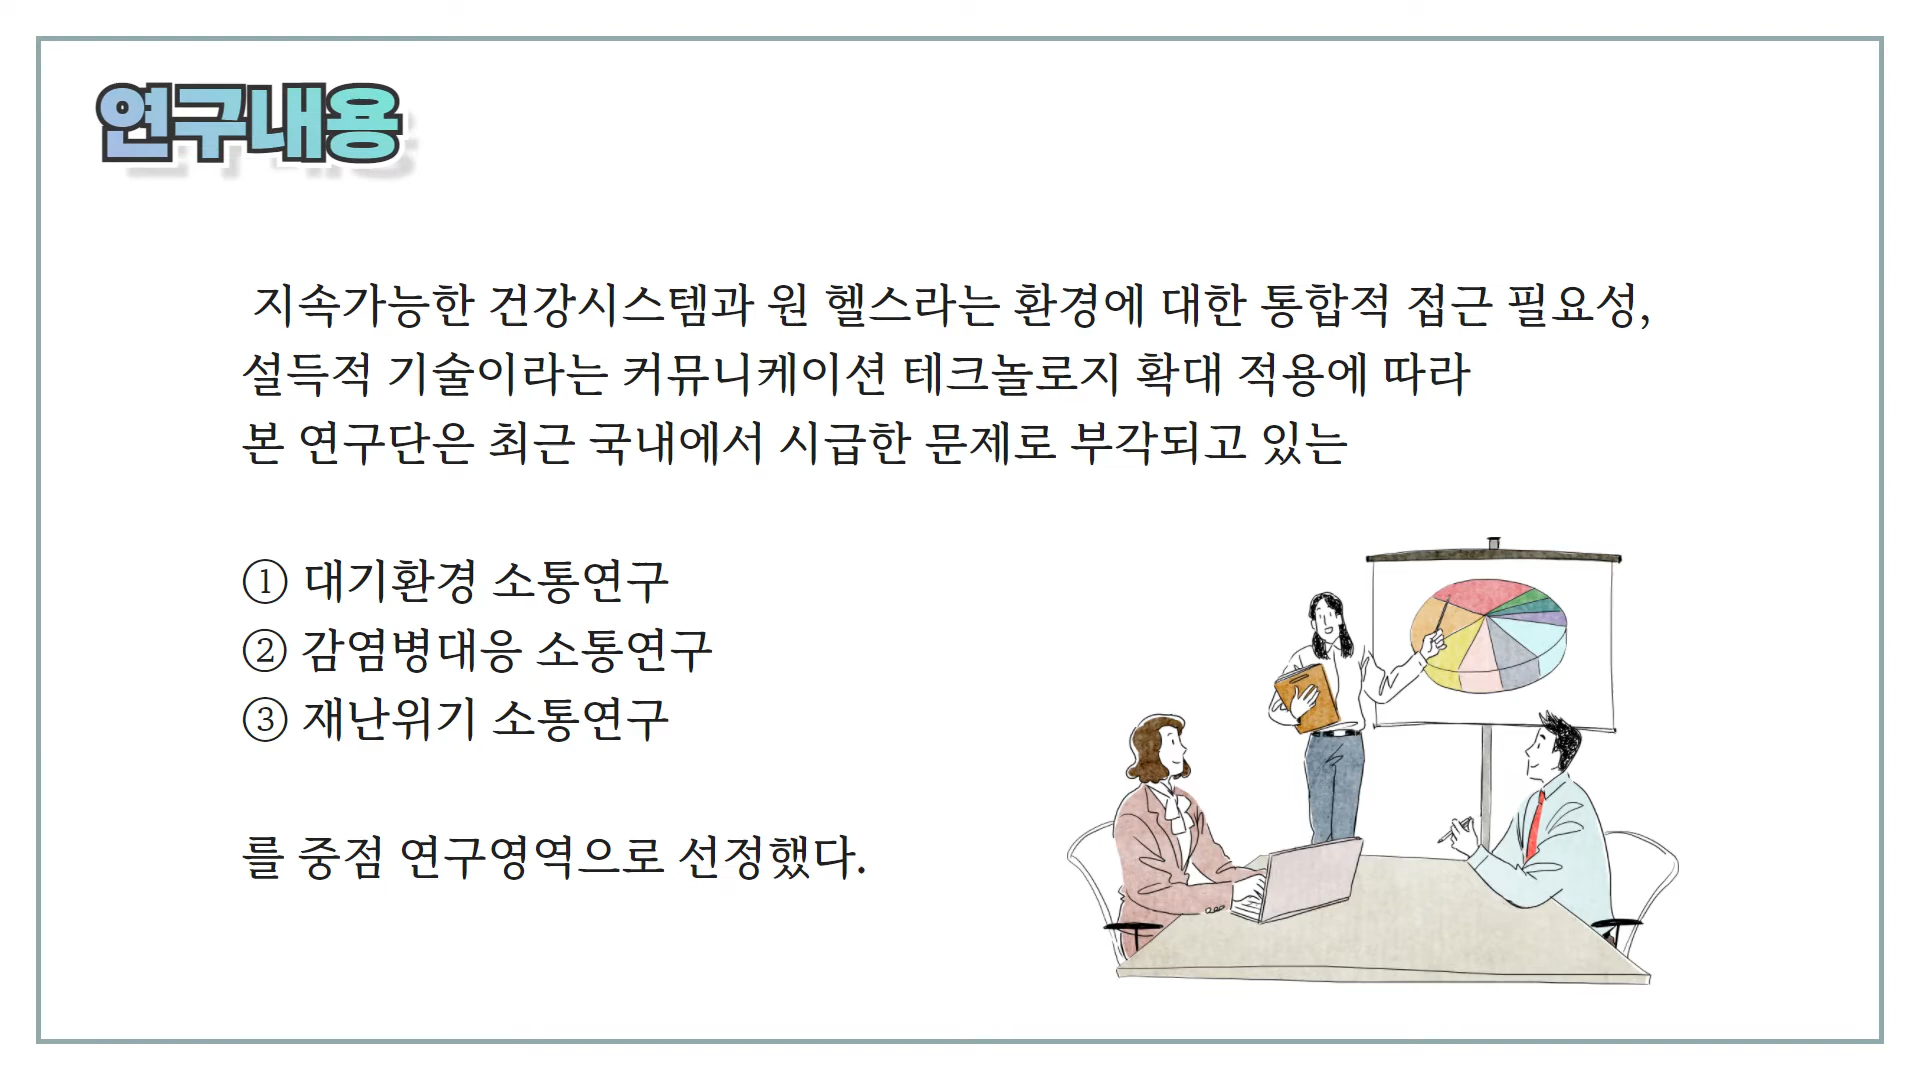 연구내용
지속가능한 건강시스템과 원 헬스라는 환경에 대한 통합적 접근 필요성,
설득적 기술이라는 커뮤니케이션 테크놀로지 확대 적용에 따라
본 연구단은 최근 국내에서 시급한 문제로 부각되고 있는
① 대기환경 소통연구
② 감염병대응 소통연구
③ 재난위기 소통연구
를 중점 연구영역으로 선정했다.